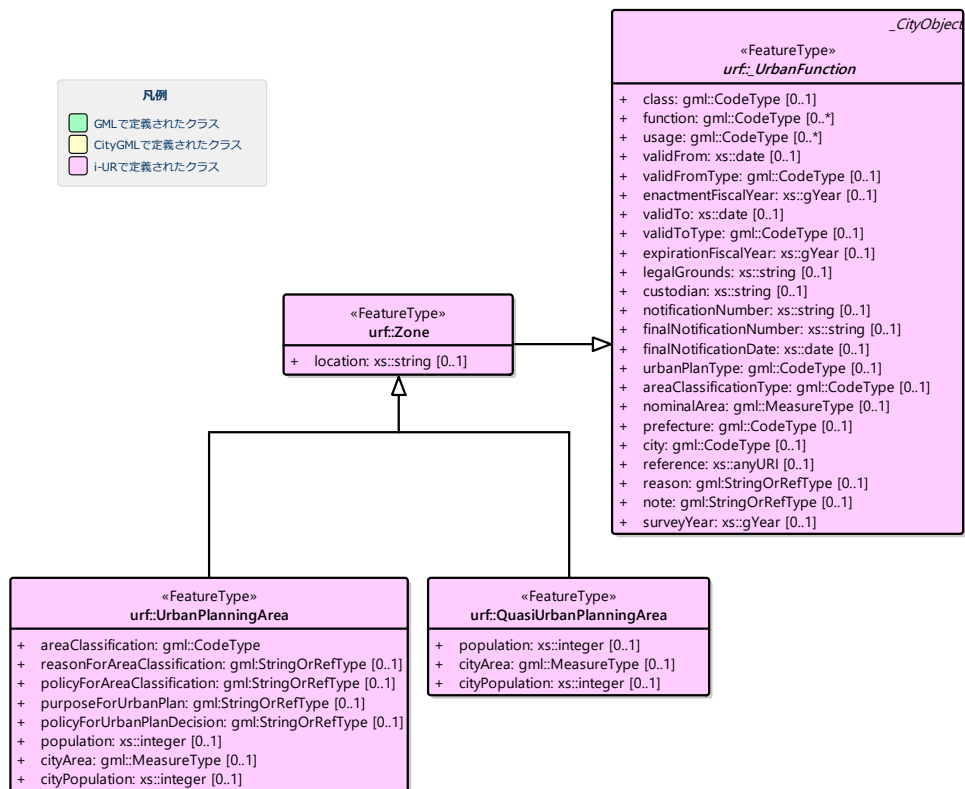 _CityObject
«FeatureType»
urf::_UrbanFunction
+ class: gml::CodeType [0..1]
+ function: gml::CodeType [0..*]
+ usage: gml::CodeType [0..*]
+ validFrom: xs::date [0..1]
+ validFromType: gml::CodeType [0..1]
+ enactmentFiscalYear: xs::gYear [0..1]
+ validTo: xs::date [0..1]
+ validToType: gml::CodeType [0..1]
+ expirationFiscalYear: xs::gYear [0..1]
+ legalGrounds: xs::string [0..1]
+ custodian: xs::string [0..1]
+ notificationNumber: xs::string [0..1]
+ finalNotificationNumber: xs::string [0..1]
+ finalNotificationDate: xs::date [0..1]
+ urbanPlanType: gml::CodeType [0..1]
+ areaClassificationType: gml::CodeType [0..1]
+ nominalArea: gml::MeasureType [0..1]
+ prefecture: gml::CodeType [0..1]
+ city: gml::CodeType [0..1]
+ reference: xs::anyURI [0..1]
+ reason: gml:StringOrRefType [0..1]
+ note: gml:StringOrRefType [0..1]
+ surveyYear: xs::gYear [0..1]
凡例
GMLで定義されたクラス
CityGMLで定義されたクラス
i-URで定義されたクラス
«FeatureType»
urf::Zone
+ location: xs::string [0..1]
«FeatureType»
urf::UrbanPlanningArea
+ areaClassification: gml::CodeType
+ reasonForAreaClassification: gml:StringOrRefType [0..1]
+ policyForAreaClassification: gml:StringOrRefType [0..1]
+ purposeForUrbanPlan: gml:StringOrRefType [0..1]
+ policyForUrbanPlanDecision: gml:StringOrRefType [0..1]
+ population: xs::integer [0..1]
+ cityArea: gml::MeasureType [0..1]
+ cityPopulation: xs::integer [0..1]
«FeatureType»
urf::QuasiUrbanPlanningArea
+ population: xs::integer [0..1]
+ cityArea: gml::MeasureType [0..1]
+ cityPopulation: xs::integer [0..1]